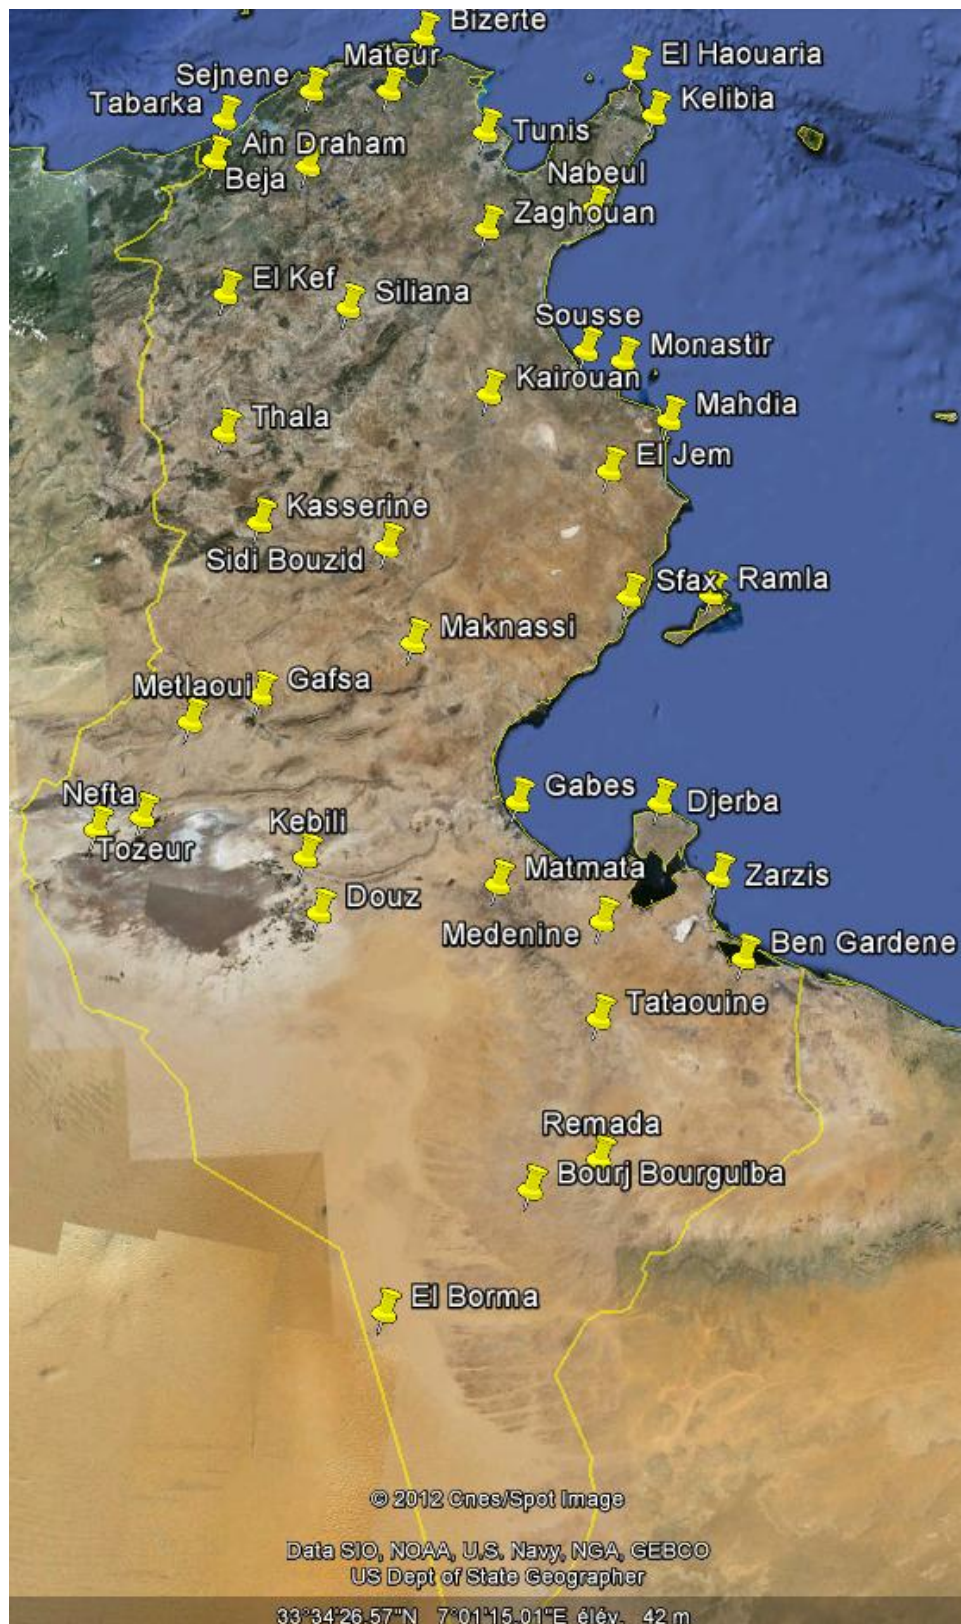 Bizerte
Mateur
El Haouaria
Sejnene
Kelibia
Tabarka
Tunis
Ain Draham
Beja
Nabeul
Zaghouan
El Kef
Siliana
Sousse
Monastir
Kairouan
Mahdia
Thala
El Jem
Kasserine
Sidi Bouzid
Sfax
Ramla
Maknassi
Gafsa
Metlaoui
Gabes
Nefta
Djerba
Kebili
Tozeur
Matmata
Zarzis
Douz
Medenine
Ben Gardene
Tataouine
Remada
Bourj Bourguiba
El Borma
© 2012 Cnes/Spot Image
Data SIO, NOAA, U.S. Navy, NGA, GEBCO
US Dept of State Geographer
33°34'26.57"N 7°01'15.01"E élév. 42 m